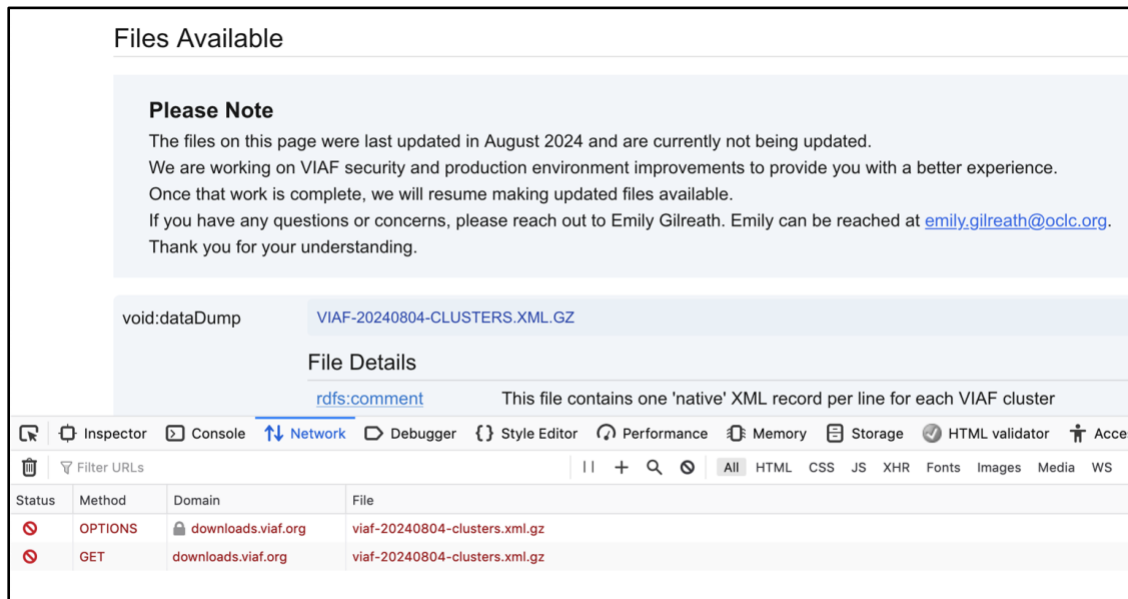 Files Available
Please Note
The files on this page were last updated in August 2024 and are currently not being updated.
We are working on VIAF security and production environment improvements to provide you with a better experience.
Once that work is complete, we will resume making updated files available.
If you have any questions or concerns, please reach out to Emily Gilreath. Emily can be reached at emily.gilreath@oclc.org.
Thank you for your understanding.
void:dataDump VIAF-20240804-CLUSTERS.XML.GZ
File Details
rdfs:comment This file contains one 'native' XML record per line for each VIAF cluster
Inspector Console Network Debugger {} Style Editor Performance Memory Storage HTML validator Acce
Filter URLs All HTML CSS JS XHR Fonts Images Media WS
Status Method Domain File
OPTIONS downloads.viaf.org viaf-20240804-clusters.xml.gz
GET downloads.viaf.org viaf-20240804-clusters.xml.gz